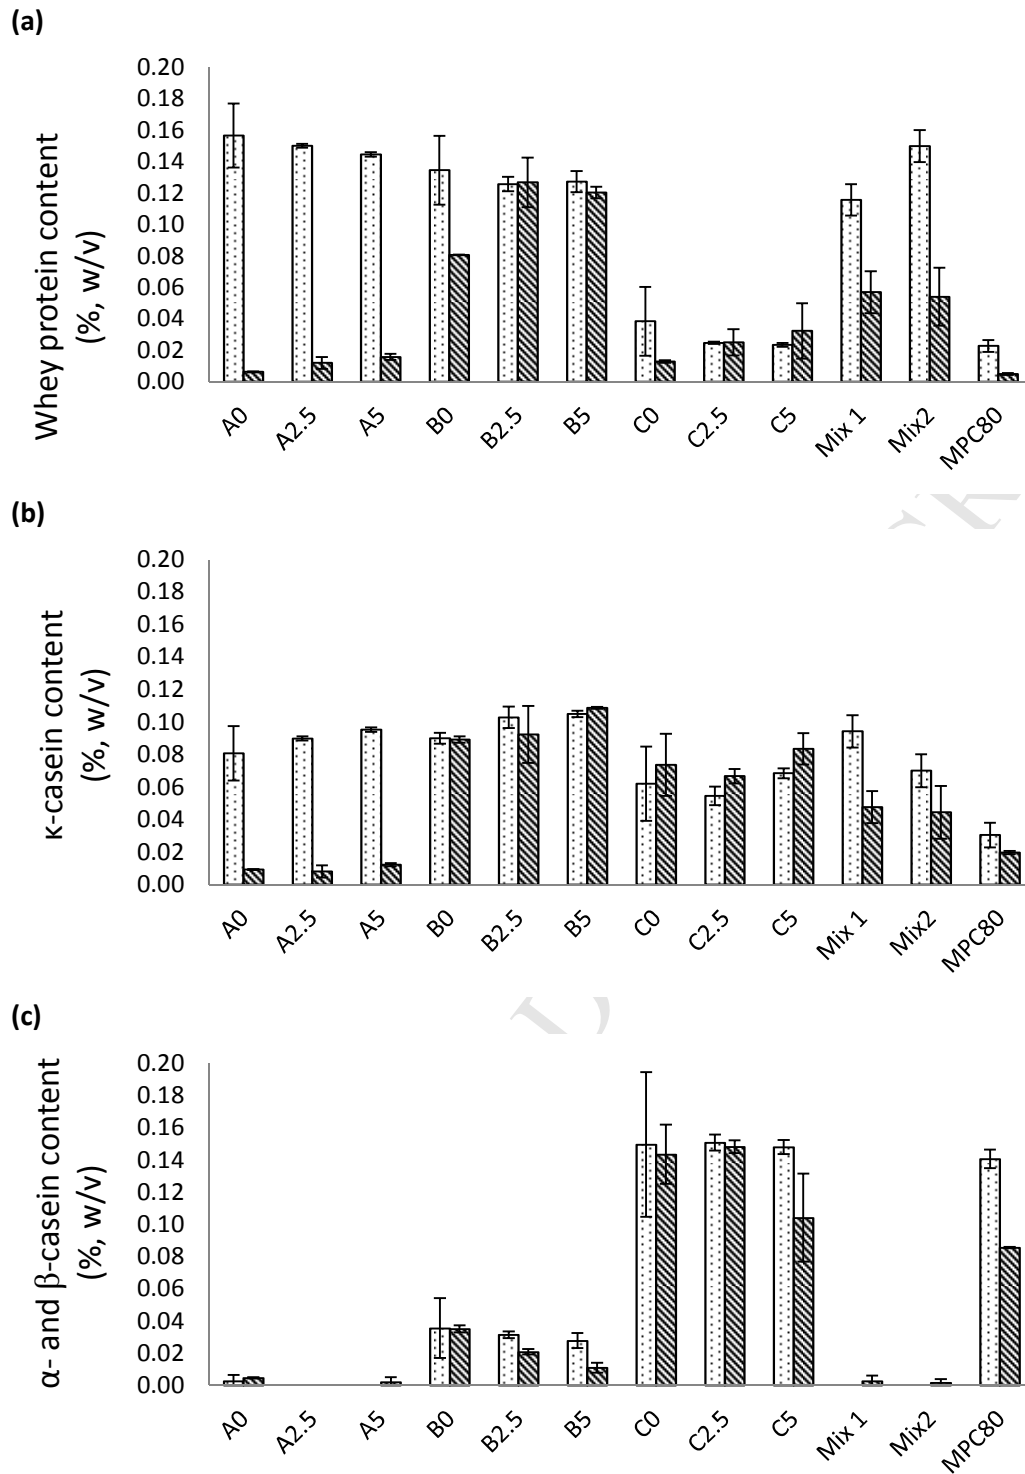 (a)
Whey protein content
(%, w/v)
0.20
0.18
0.16
0.14
0.12
0.10
0.08
0.06
0.04
0.02
0.00
A0 A2.5 A5 B0 B2.5 B5 C0 C2.5 C5 Mix 1 Mix2 MPC80
(b)
κ-casein content
(%, w/v)
0.20
0.18
0.16
0.14
0.12
0.10
0.08
0.06
0.04
0.02
0.00
A0 A2.5 A5 B0 B2.5 B5 C0 C2.5 C5 Mix 1 Mix2 MPC80
(c)
α- and β-casein content
(%, w/v)
0.20
0.18
0.16
0.14
0.12
0.10
0.08
0.06
0.04
0.02
0.00
A0 A2.5 A5 B0 B2.5 B5 C0 C2.5 C5 Mix 1 Mix2 MPC80